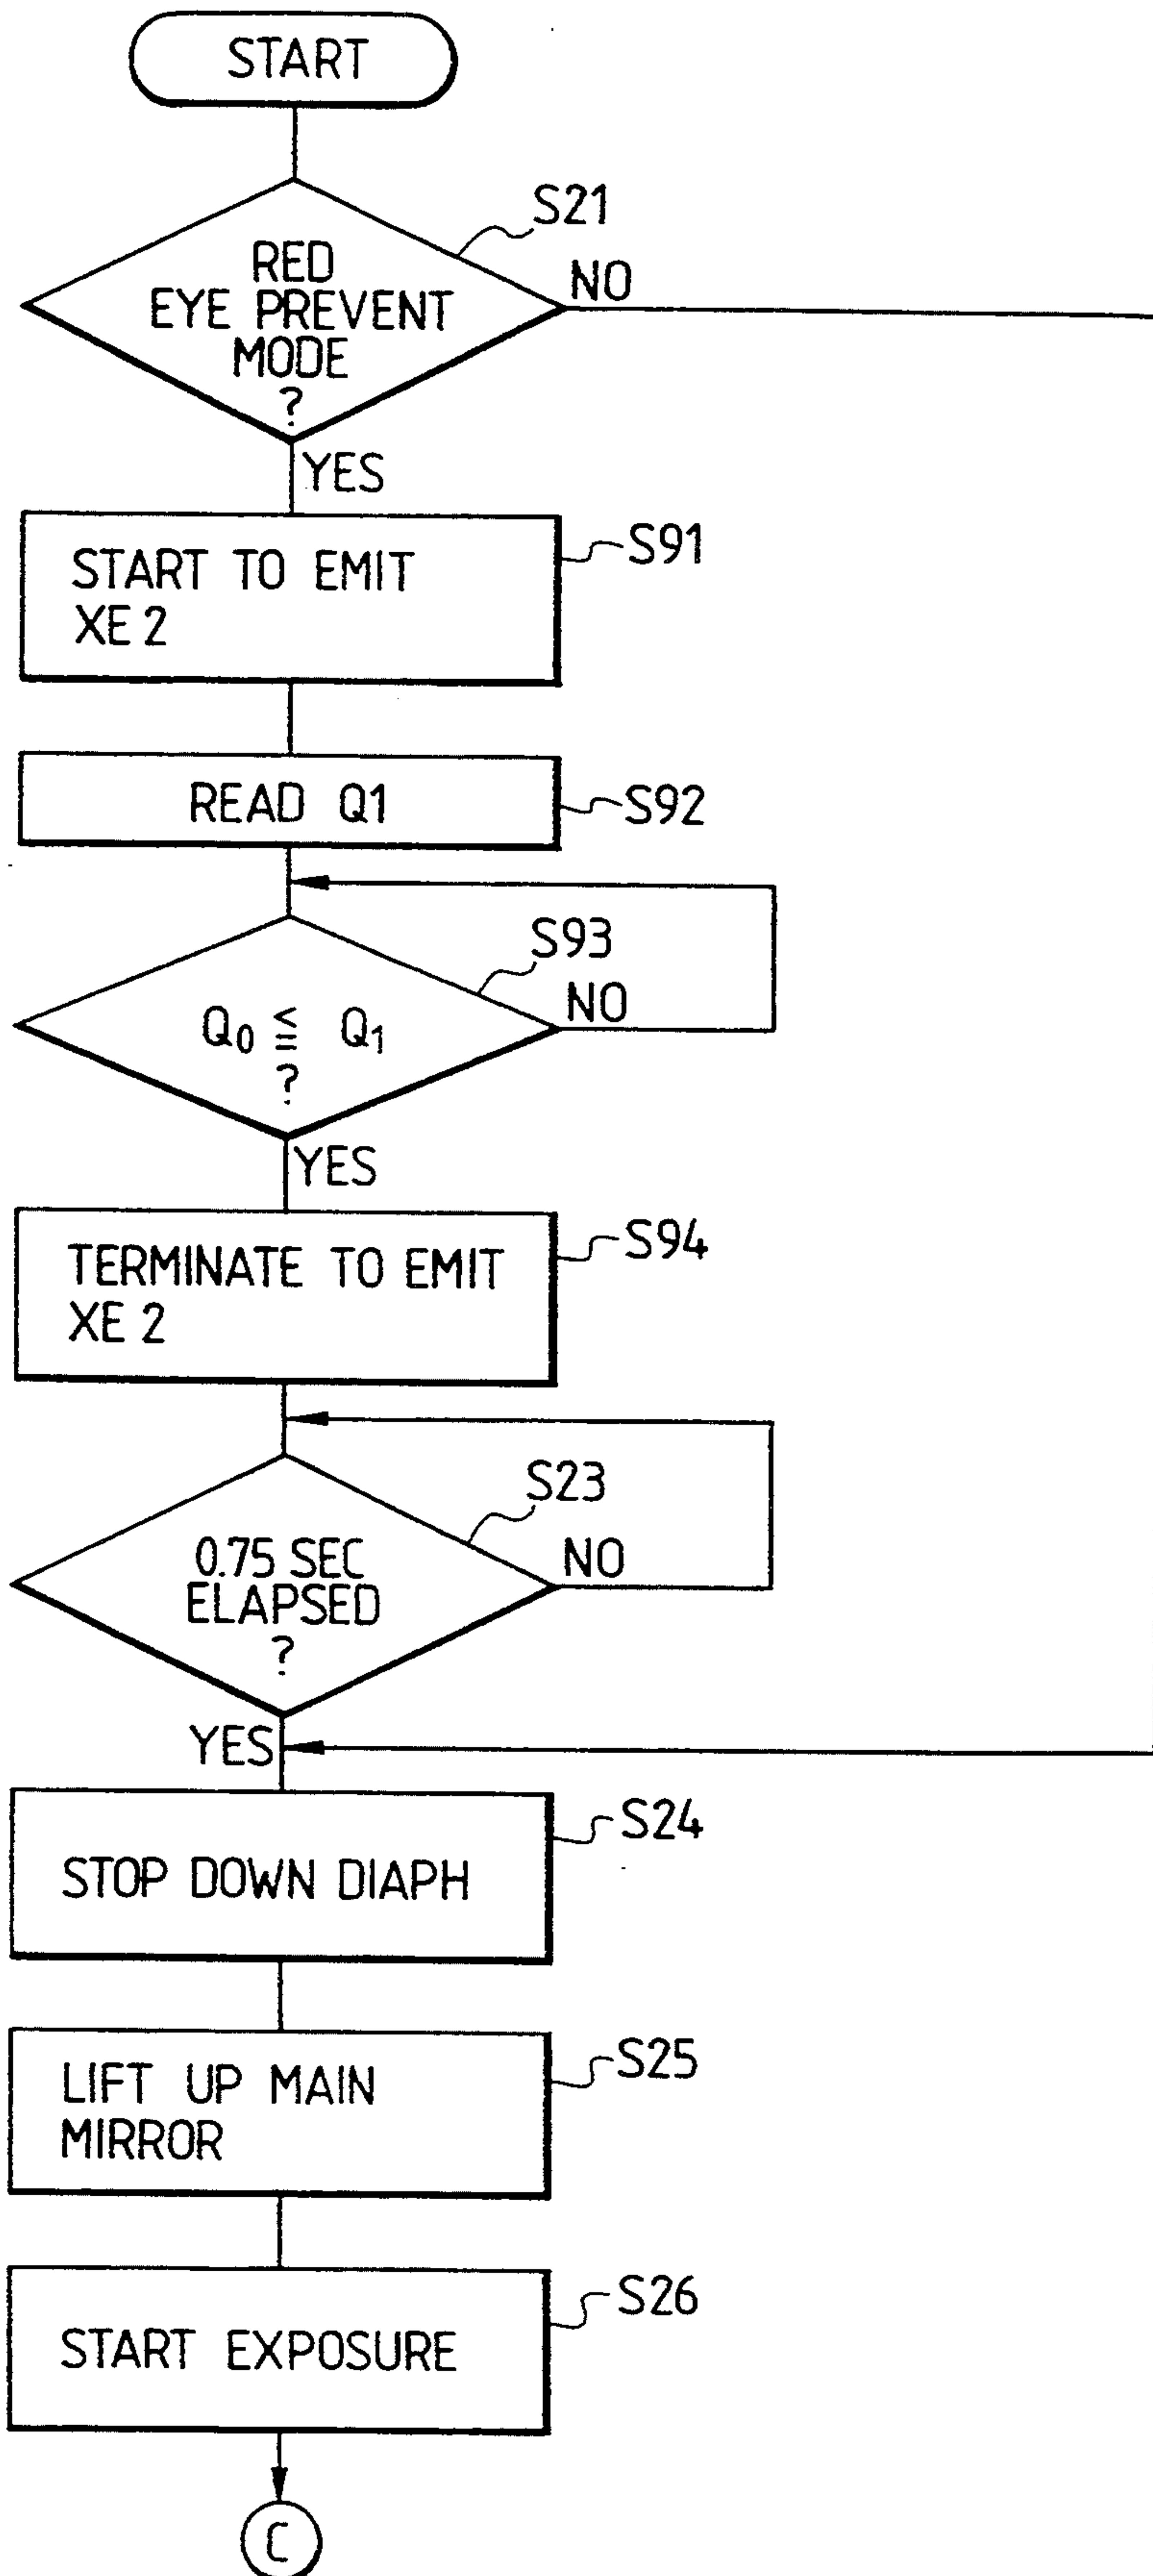 START
S21
RED
EYE PREVENT
MODE
?
NO
YES
START TO EMIT
XE 2
S91
READ Q1
S92
S93
Q₀ ≦ Q₁
?
NO
YES
TERMINATE TO EMIT
XE 2
S94
S23
0.75 SEC
ELAPSED
?
NO
YES
STOP DOWN DIAPH
S24
LIFT UP MAIN
MIRROR
S25
START EXPOSURE
S26
C